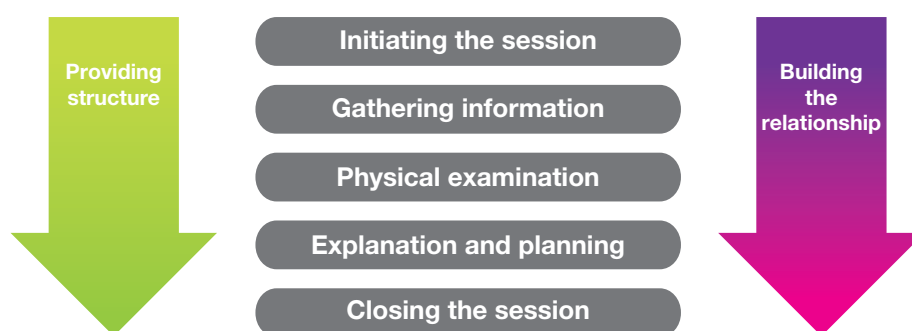 Providing
structure
Initiating the session
Gathering information
Physical examination
Explanation and planning
Closing the session
Building
the
relationship